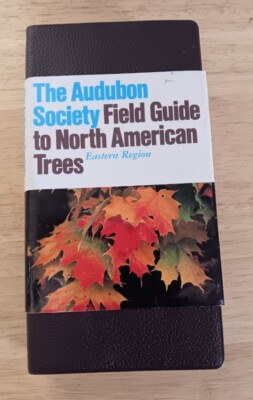 The Audubon
Society Field Guide
to North American
Trees Eastern Region